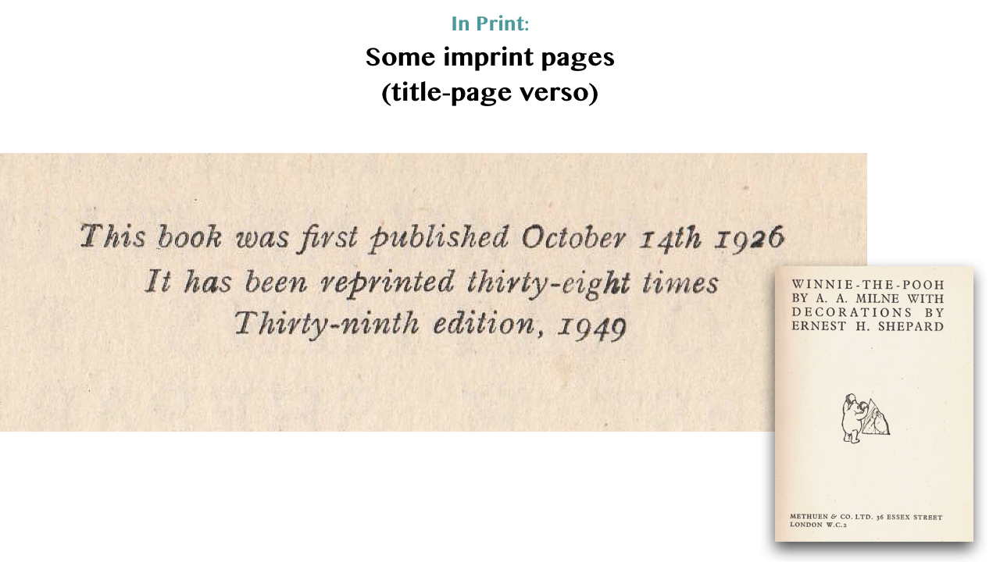 In Print:
Some imprint pages
(title-page verso)
This book was first published October 14th 1926
It has been reprinted thirty-eight times
Thirty-ninth edition, 1949
WINNIE-THE-POOH
BY A. A. MILNE WITH
DECORATIONS BY
ERNEST H. SHEPARD
METHUEN & CO. LTD. 36 ESSEX STREET
LONDON W.C.2